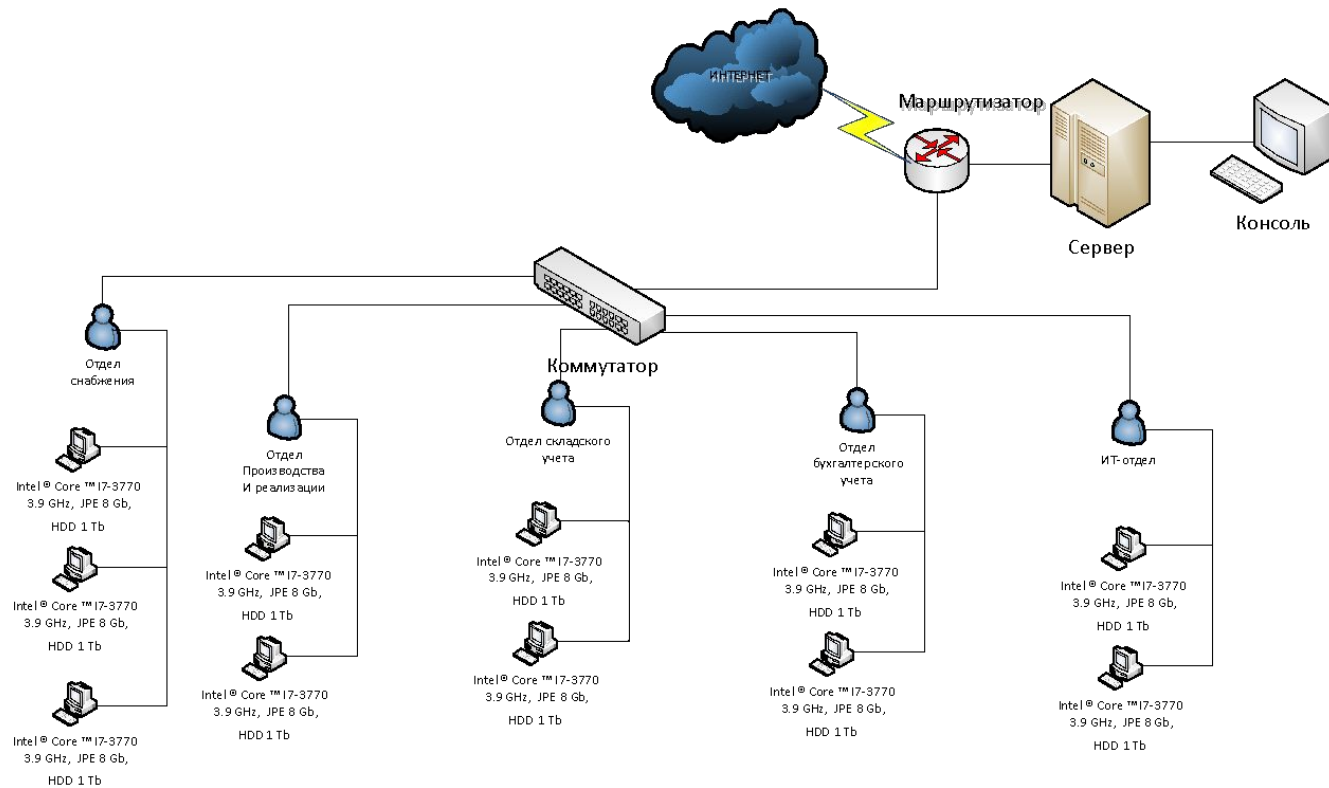 ИНТЕРНЕТ
Маршрутизатор
Сервер
Консоль
Коммутатор
Отдел
снабжения
Intel ® Core ™ I7-3770
3.9 GHz, JPE 8 Gb,
HDD 1 Tb
Intel ® Core ™ I7-3770
3.9 GHz, JPE 8 Gb,
HDD 1 Tb
Intel ® Core ™ I7-3770
3.9 GHz, JPE 8 Gb,
HDD 1 Tb
Отдел
Производства
И реализации
Intel ® Core ™ I7-3770
3.9 GHz, JPE 8 Gb,
HDD 1 Tb
Intel ® Core ™ I7-3770
3.9 GHz, JPE 8 Gb,
HDD 1 Tb
Отдел складского
учета
Intel ® Core ™ I7-3770
3.9 GHz, JPE 8 Gb,
HDD 1 Tb
Intel ® Core ™ I7-3770
3.9 GHz, JPE 8 Gb,
HDD 1 Tb
Отдел
бухгалтерского
учета
Intel ® Core ™ I7-3770
3.9 GHz, JPE 8 Gb,
HDD 1 Tb
Intel ® Core ™ I7-3770
3.9 GHz, JPE 8 Gb,
HDD 1 Tb
ИТ-отдел
Intel ® Core ™ I7-3770
3.9 GHz, JPE 8 Gb,
HDD 1 Tb
Intel ® Core ™ I7-3770
3.9 GHz, JPE 8 Gb,
HDD 1 Tb